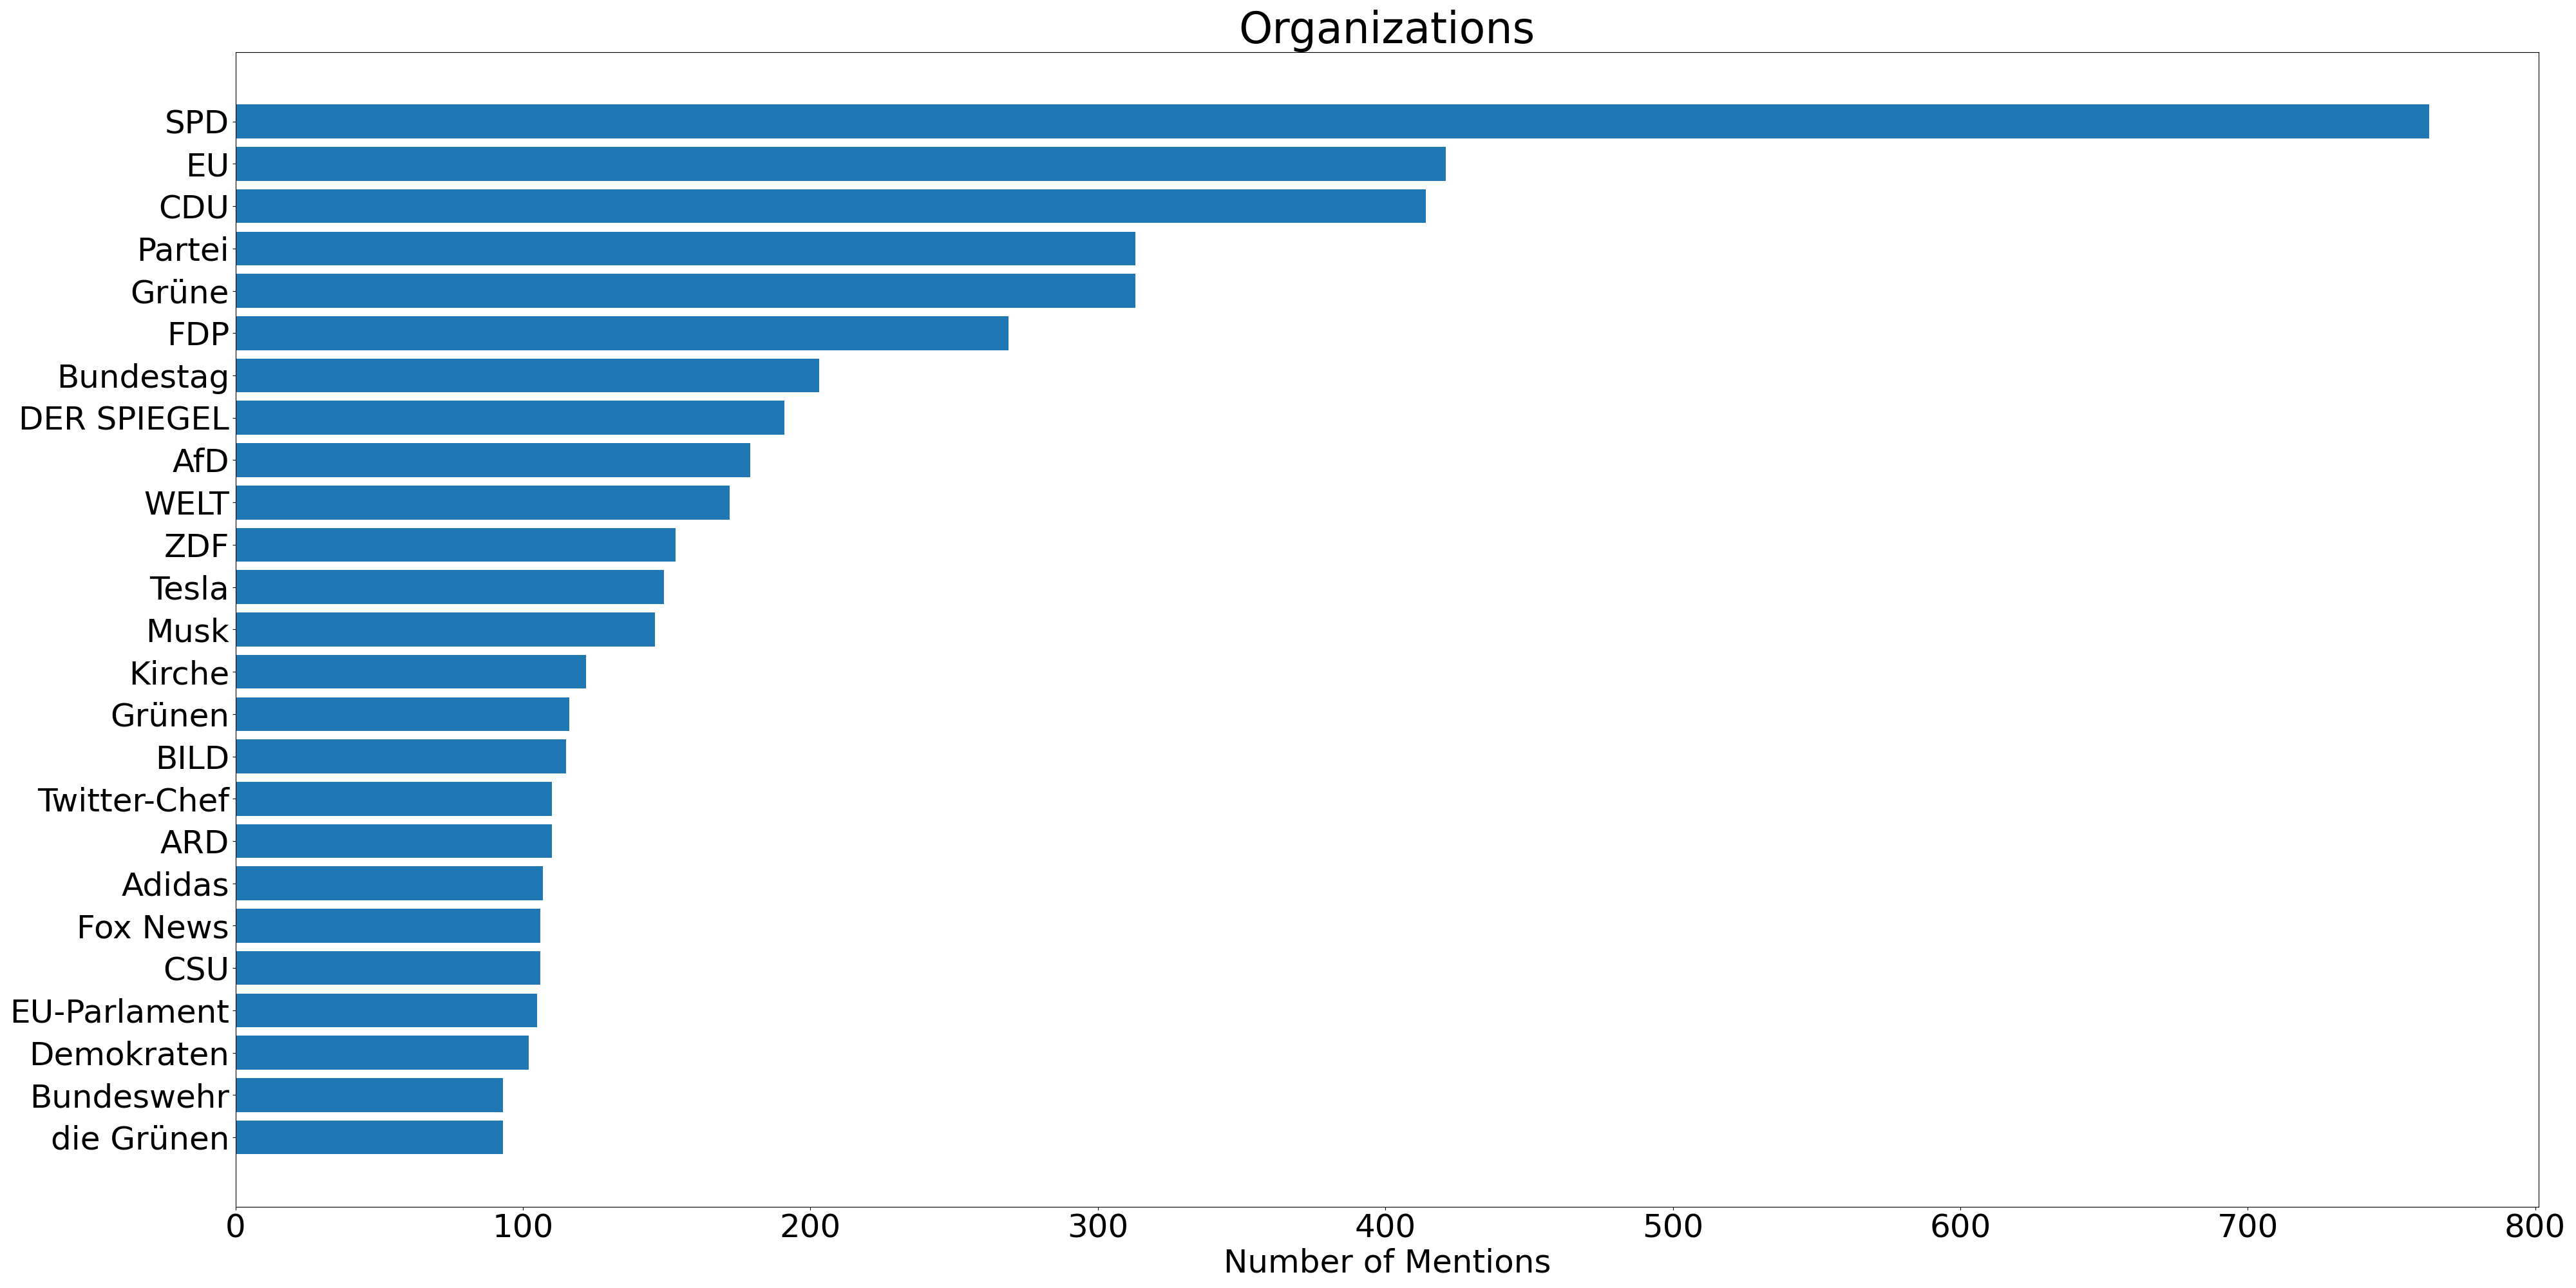 Organizations
SPD
EU
CDU
Partei
Grüne
FDP
Bundestag
DER SPIEGEL
AfD
WELT
ZDF
Tesla
Musk
Kirche
Grünen
BILD
Twitter-Chef
ARD
Adidas
Fox News
CSU
EU-Parlament
Demokraten
Bundeswehr
die Grünen
0 100 200 300 400 500 600 700 800
Number of Mentions